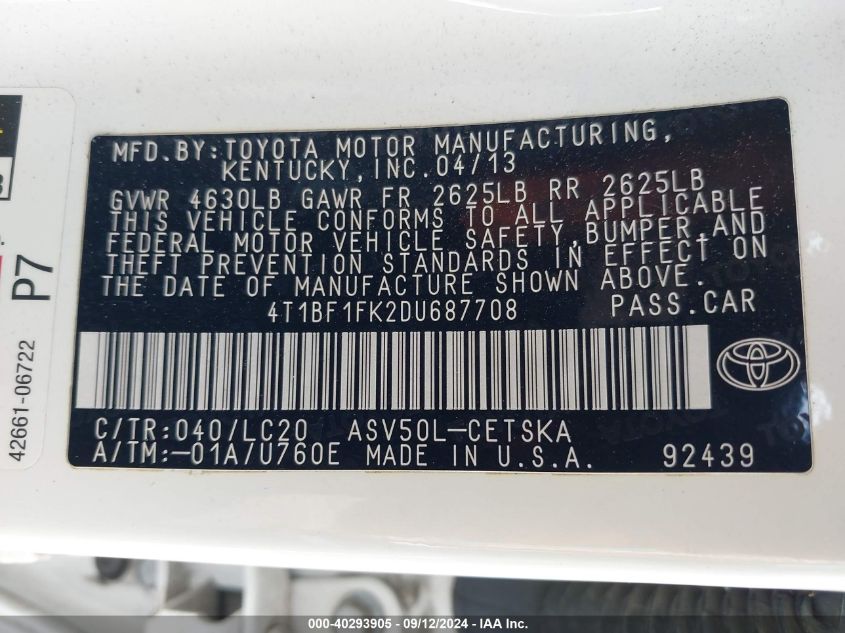 MFD.BY:TOYOTA MOTOR MANUFACTURING,
KENTUCKY,INC.04/13
GVWR 4630LB GAWR FR 2625LB RR 2625LB
THIS VEHICLE CONFORMS TO ALL APPLICABLE
FEDERAL MOTOR VEHICLE SAFETY,BUMPER,AND
THEFT PREVENTION STANDARDS IN EFFECT ON
THE DATE OF MANUFACTURE SHOWN ABOVE.
4T1BF1FK2DU687708 PASS.CAR
C/TR:040/LC20 ASV50L-CETSKA
A/TM:-01A/U760E MADE IN U.S.A. 92439
P7
42661-06722
000-40293905 - 09/12/2024 - IAAI.com